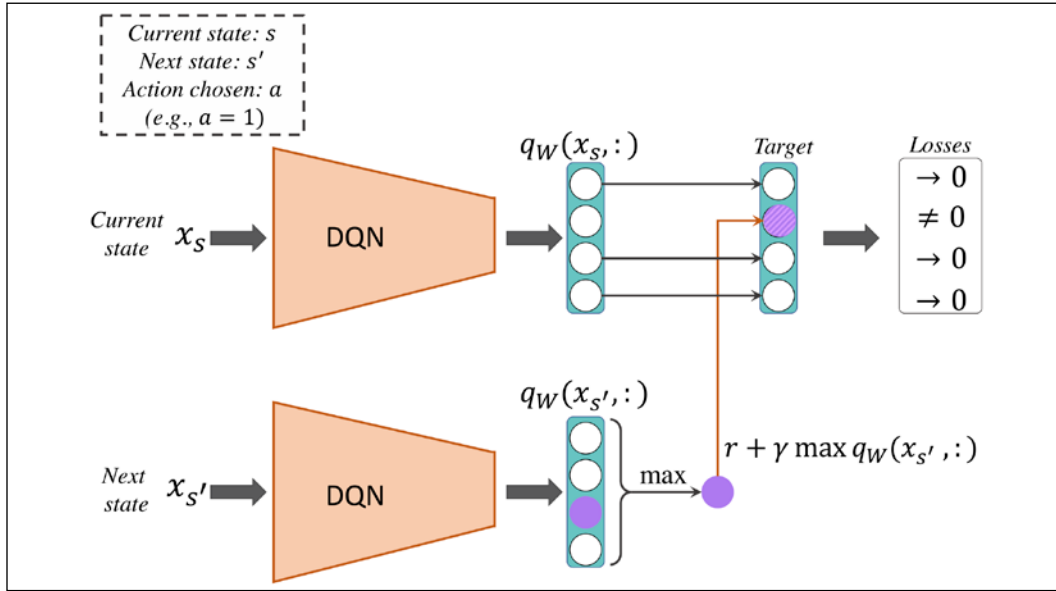 Current state: s
Next state: s′
Action chosen: a
(e.g., a = 1)
q_W(x_s, : )
Target
Losses
→ 0
≠ 0
→ 0
→ 0
Current
state
x_s
DQN
q_W(x_s′, : )
r + γ max q_W(x_s′ , : )
max
Next
state
x_s′
DQN